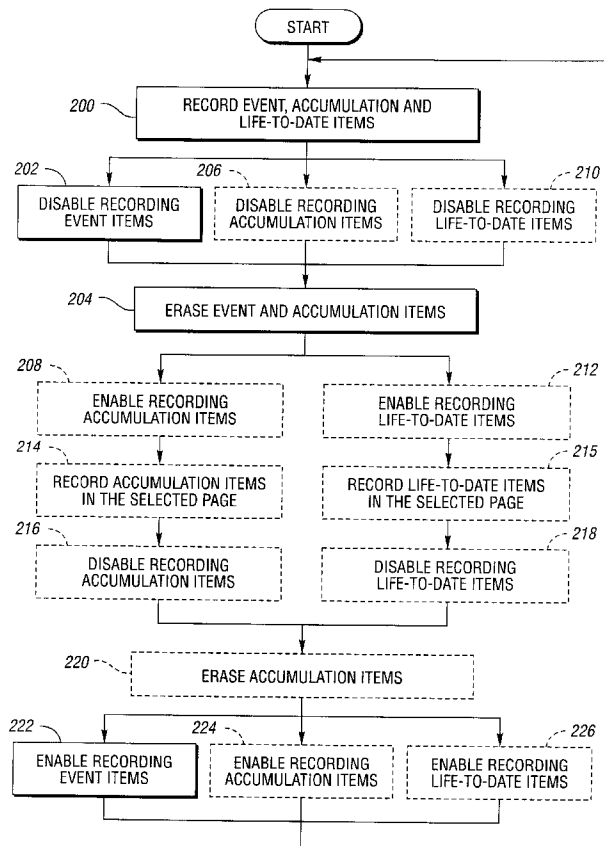 START
200
RECORD EVENT, ACCUMULATION AND
LIFE-TO-DATE ITEMS
202
DISABLE RECORDING
EVENT ITEMS
206
DISABLE RECORDING
ACCUMULATION ITEMS
210
DISABLE RECORDING
LIFE-TO-DATE ITEMS
204
ERASE EVENT AND ACCUMULATION ITEMS
208
ENABLE RECORDING
ACCUMULATION ITEMS
212
ENABLE RECORDING
LIFE-TO-DATE ITEMS
214
RECORD ACCUMULATION ITEMS
IN THE SELECTED PAGE
215
RECORD LIFE-TO-DATE ITEMS
IN THE SELECTED PAGE
216
DISABLE RECORDING
ACCUMULATION ITEMS
218
DISABLE RECORDING
LIFE-TO-DATE ITEMS
220
ERASE ACCUMULATION ITEMS
222
ENABLE RECORDING
EVENT ITEMS
224
ENABLE RECORDING
ACCUMULATION ITEMS
226
ENABLE RECORDING
LIFE-TO-DATE ITEMS